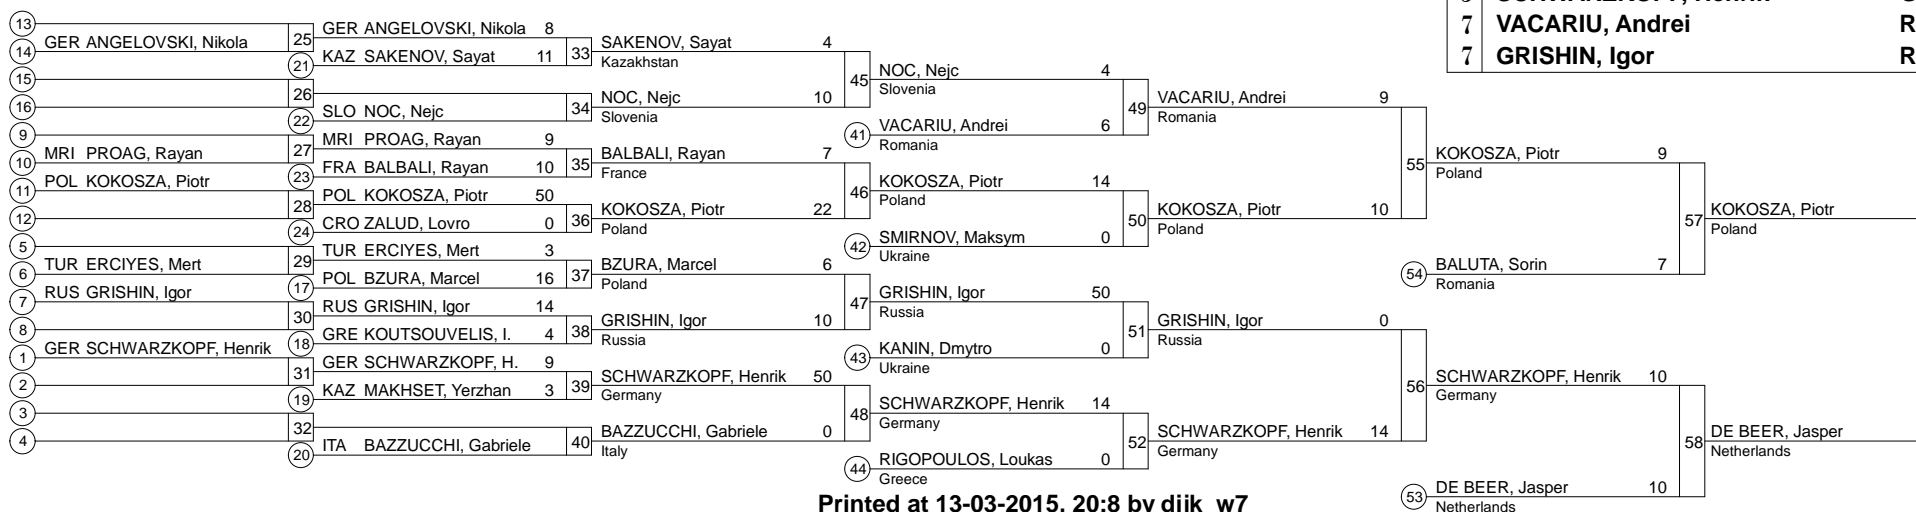 5 SCHWARZKOPF, Henrik G
7 VACARIU, Andrei R
7 GRISHIN, Igor R
13
14 GER ANGELOVSKI, Nikola
15
16
9
10 MRI PROAG, Rayan
11 POL KOKOSZA, Piotr
12
5
6 TUR ERCIYES, Mert
7 RUS GRISHIN, Igor
8
1 GER SCHWARZKOPF, Henrik
2
3
4
25 GER ANGELOVSKI, Nikola 8
21 KAZ SAKENOV, Sayat 11
26
22 SLO NOC, Nejc
27 MRI PROAG, Rayan 9
23 FRA BALBALI, Rayan 10
28 POL KOKOSZA, Piotr 50
24 CRO ZALUD, Lovro 0
29 TUR ERCIYES, Mert 3
17 POL BZURA, Marcel 16
30 RUS GRISHIN, Igor 14
18 GRE KOUTSOUVELIS, I. 4
31 GER SCHWARZKOPF, H. 9
19 KAZ MAKHSET, Yerzhan 3
32
20 ITA BAZZUCCHI, Gabriele
33 SAKENOV, Sayat 4
Kazakhstan
34 NOC, Nejc 10
Slovenia
35 BALBALI, Rayan 7
France
36 KOKOSZA, Piotr 22
Poland
37 BZURA, Marcel 6
Poland
38 GRISHIN, Igor 10
Russia
39 SCHWARZKOPF, Henrik 50
Germany
40 BAZZUCCHI, Gabriele 0
Italy
45 NOC, Nejc 4
Slovenia
41 VACARIU, Andrei 6
Romania
46 KOKOSZA, Piotr 14
Poland
42 SMIRNOV, Maksym 0
Ukraine
47 GRISHIN, Igor 50
Russia
43 KANIN, Dmytro 0
Ukraine
48 SCHWARZKOPF, Henrik 14
Germany
44 RIGOPOULOS, Loukas 0
Greece
49 VACARIU, Andrei 9
Romania
50 KOKOSZA, Piotr 10
Poland
51 GRISHIN, Igor 0
Russia
52 SCHWARZKOPF, Henrik 14
Germany
55 KOKOSZA, Piotr 9
Poland
54 BALUTA, Sorin 7
Romania
56 SCHWARZKOPF, Henrik 10
Germany
53 DE BEER, Jasper 10
Netherlands
57 KOKOSZA, Piotr
Poland
58 DE BEER, Jasper
Netherlands
Printed at 13-03-2015, 20:8 by djjk_w7